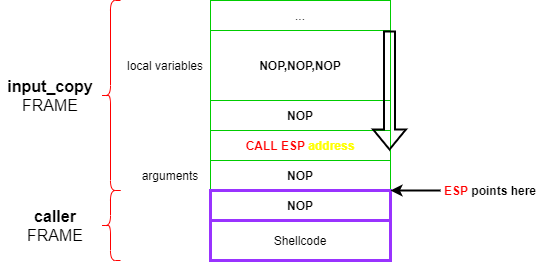 ...
local variables
NOP,NOP,NOP
input_copy
FRAME
NOP
CALL ESP address
arguments
NOP
ESP points here
caller
FRAME
NOP
Shellcode